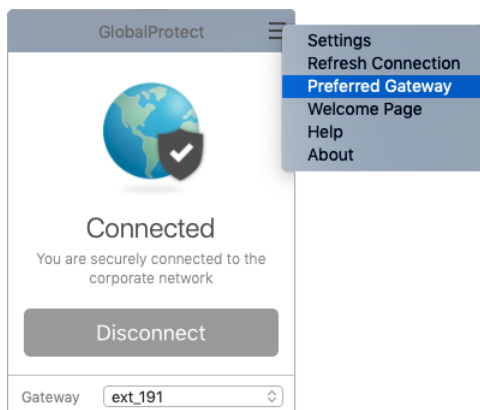 GlobalProtect
Settings
Refresh Connection
Preferred Gateway
Welcome Page
Help
About
Connected
You are securely connected to the
corporate network
Disconnect
Gateway ext_191